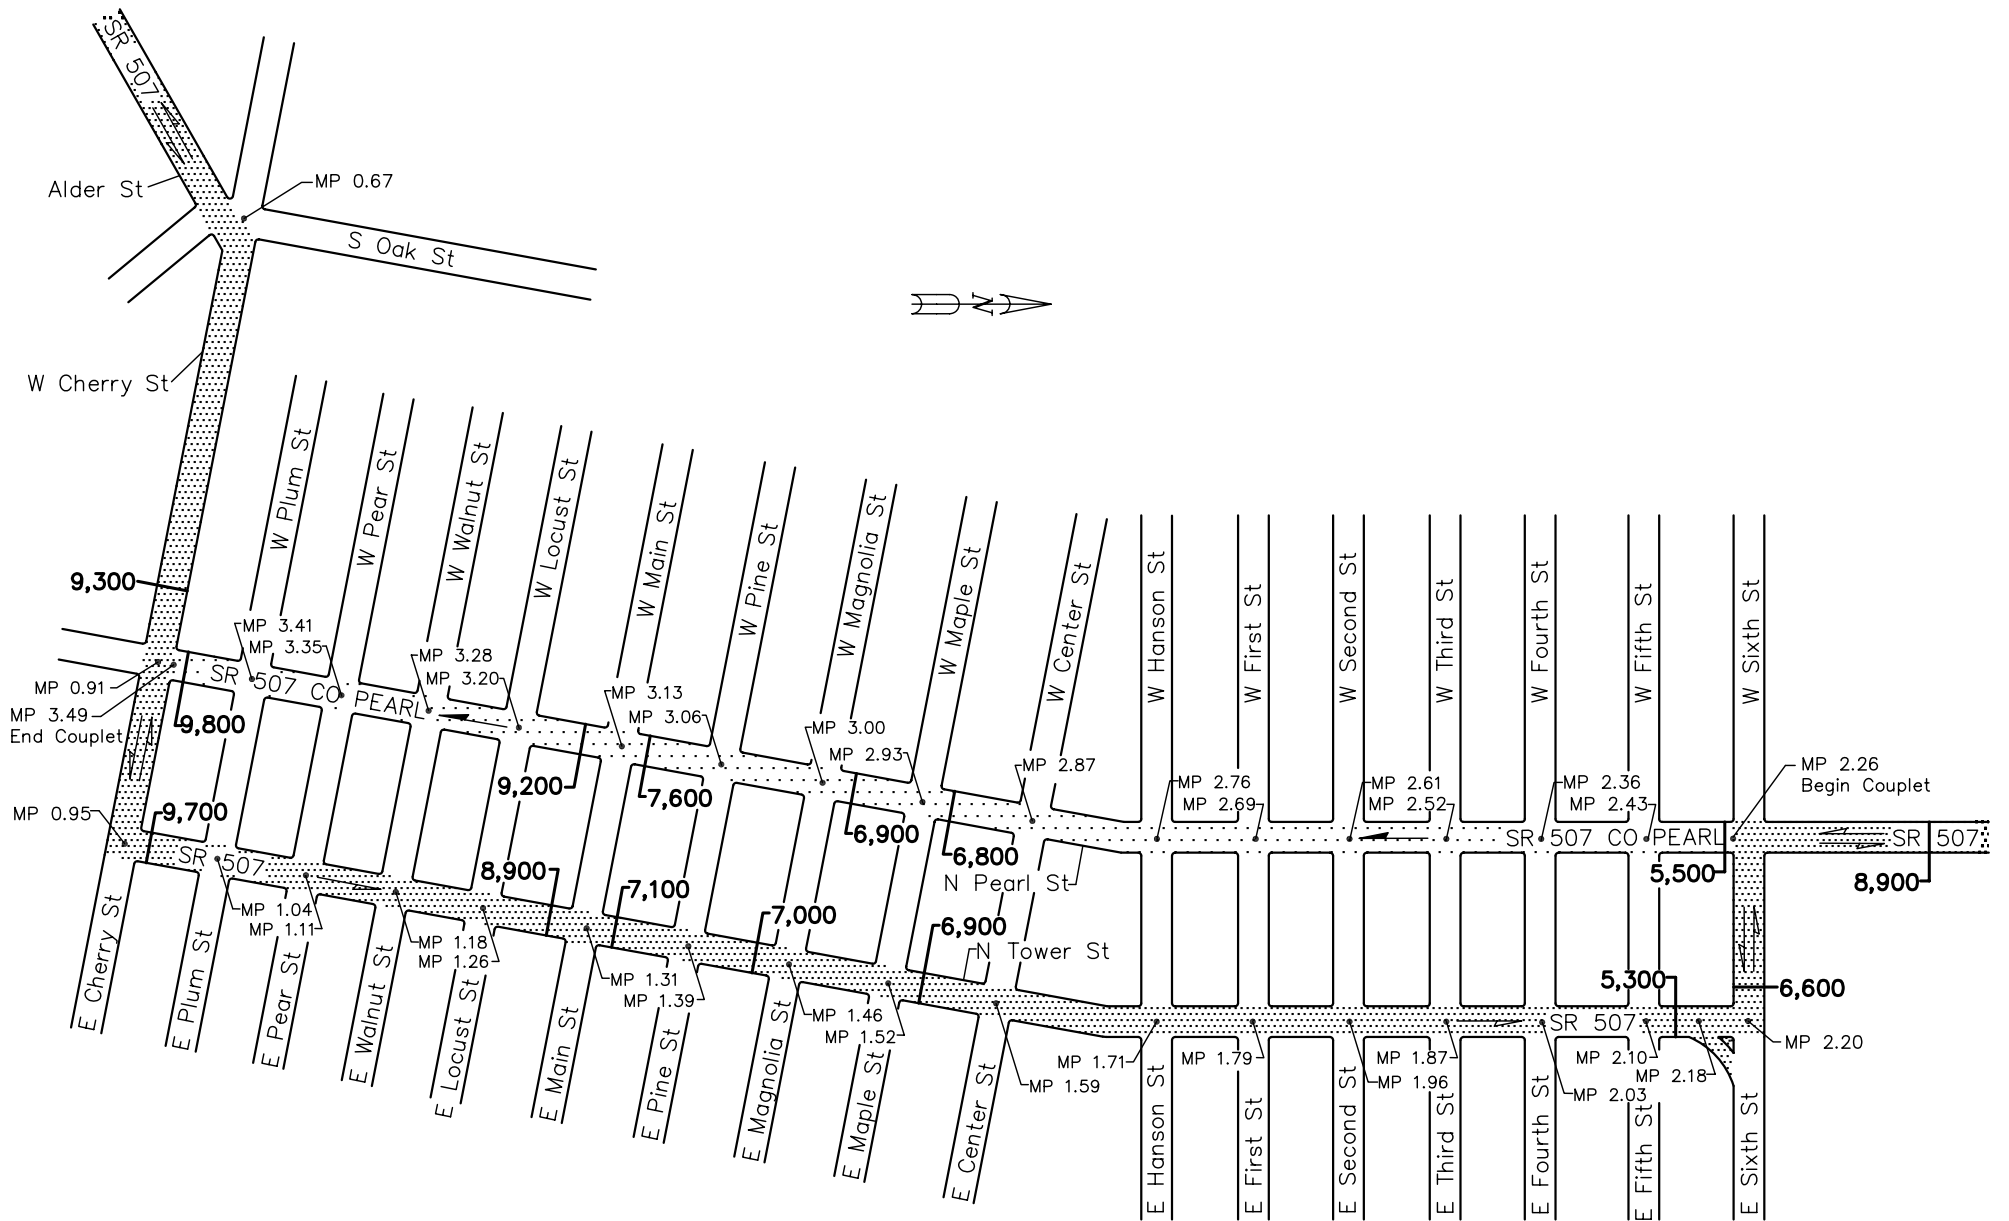 SR 507
Alder St
MP 0.67
S Oak St
N
W Cherry St
W Plum St
W Pear St
W Walnut St
W Locust St
W Main St
W Pine St
W Magnolia St
W Maple St
W Center St
W Hanson St
W First St
W Second St
W Third St
W Fourth St
W Fifth St
W Sixth St
9,300
MP 3.41
MP 3.35
MP 3.28
MP 3.20
MP 3.13
MP 3.06
MP 3.00
MP 2.93
MP 2.87
MP 2.76
MP 2.69
MP 2.61
MP 2.52
MP 2.36
MP 2.43
MP 2.26
Begin Couplet
MP 0.91
MP 3.49
End Couplet
SR 507 CO PEARL
9,800
9,200
7,600
6,900
6,800
N Pearl St
SR 507 CO PEARL
5,500
SR 507
8,900
MP 0.95
9,700
SR 507
8,900
7,100
7,000
6,900
N Tower St
5,300
6,600
SR 507
MP 1.04
MP 1.11
MP 1.18
MP 1.26
MP 1.31
MP 1.39
MP 1.46
MP 1.52
MP 1.59
MP 1.71
MP 1.79
MP 1.96
MP 1.87
MP 2.03
MP 2.10
MP 2.18
MP 2.20
E Cherry St
E Plum St
E Pear St
E Walnut St
E Locust St
E Main St
E Pine St
E Magnolia St
E Maple St
E Center St
E Hanson St
E First St
E Second St
E Third St
E Fourth St
E Fifth St
E Sixth St